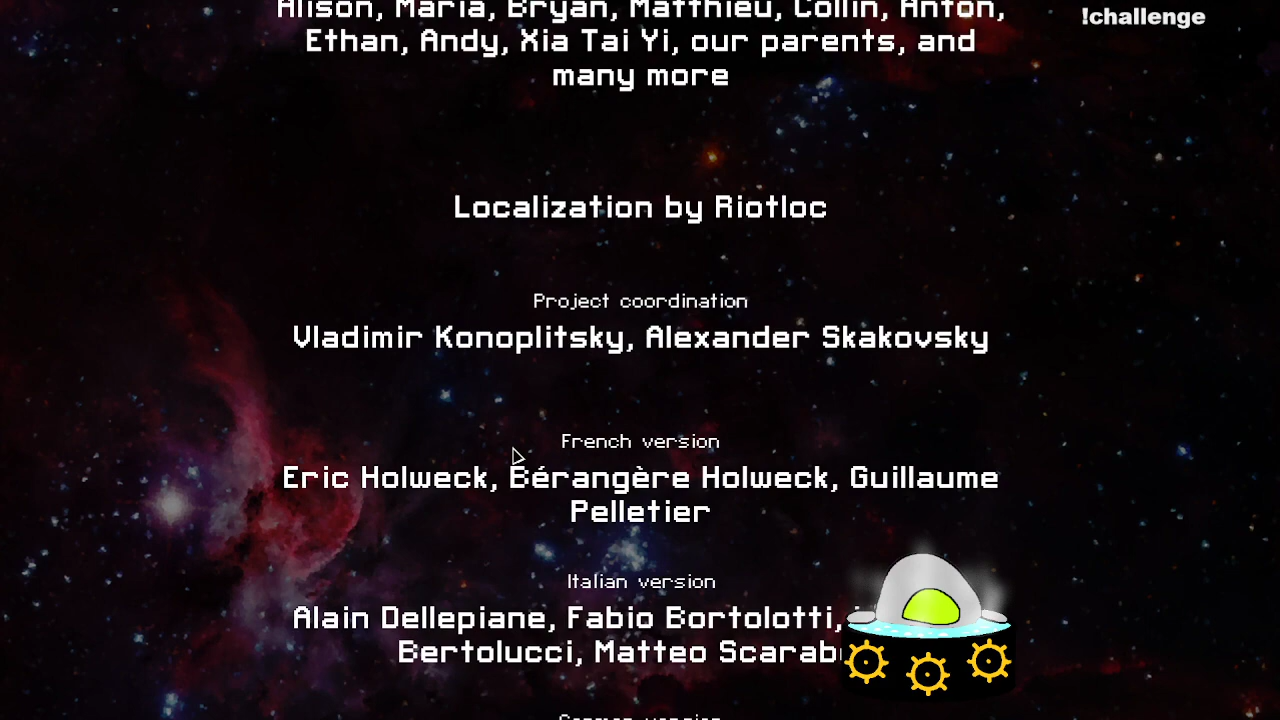 Alison, Maria, Bryan, Matthieu, Collin, Anton,
!challenge
Ethan, Andy, Xia Tai Yi, our parents, and
many more
Localization by Riotloc
Project coordination
Vladimir Konoplitsky, Alexander Skakovsky
French version
Eric Holweck, Bérangère Holweck, Guillaume
Pelletier
Italian version
Alain Dellepiane, Fabio Bortolotti,
Bertolucci, Matteo
German version